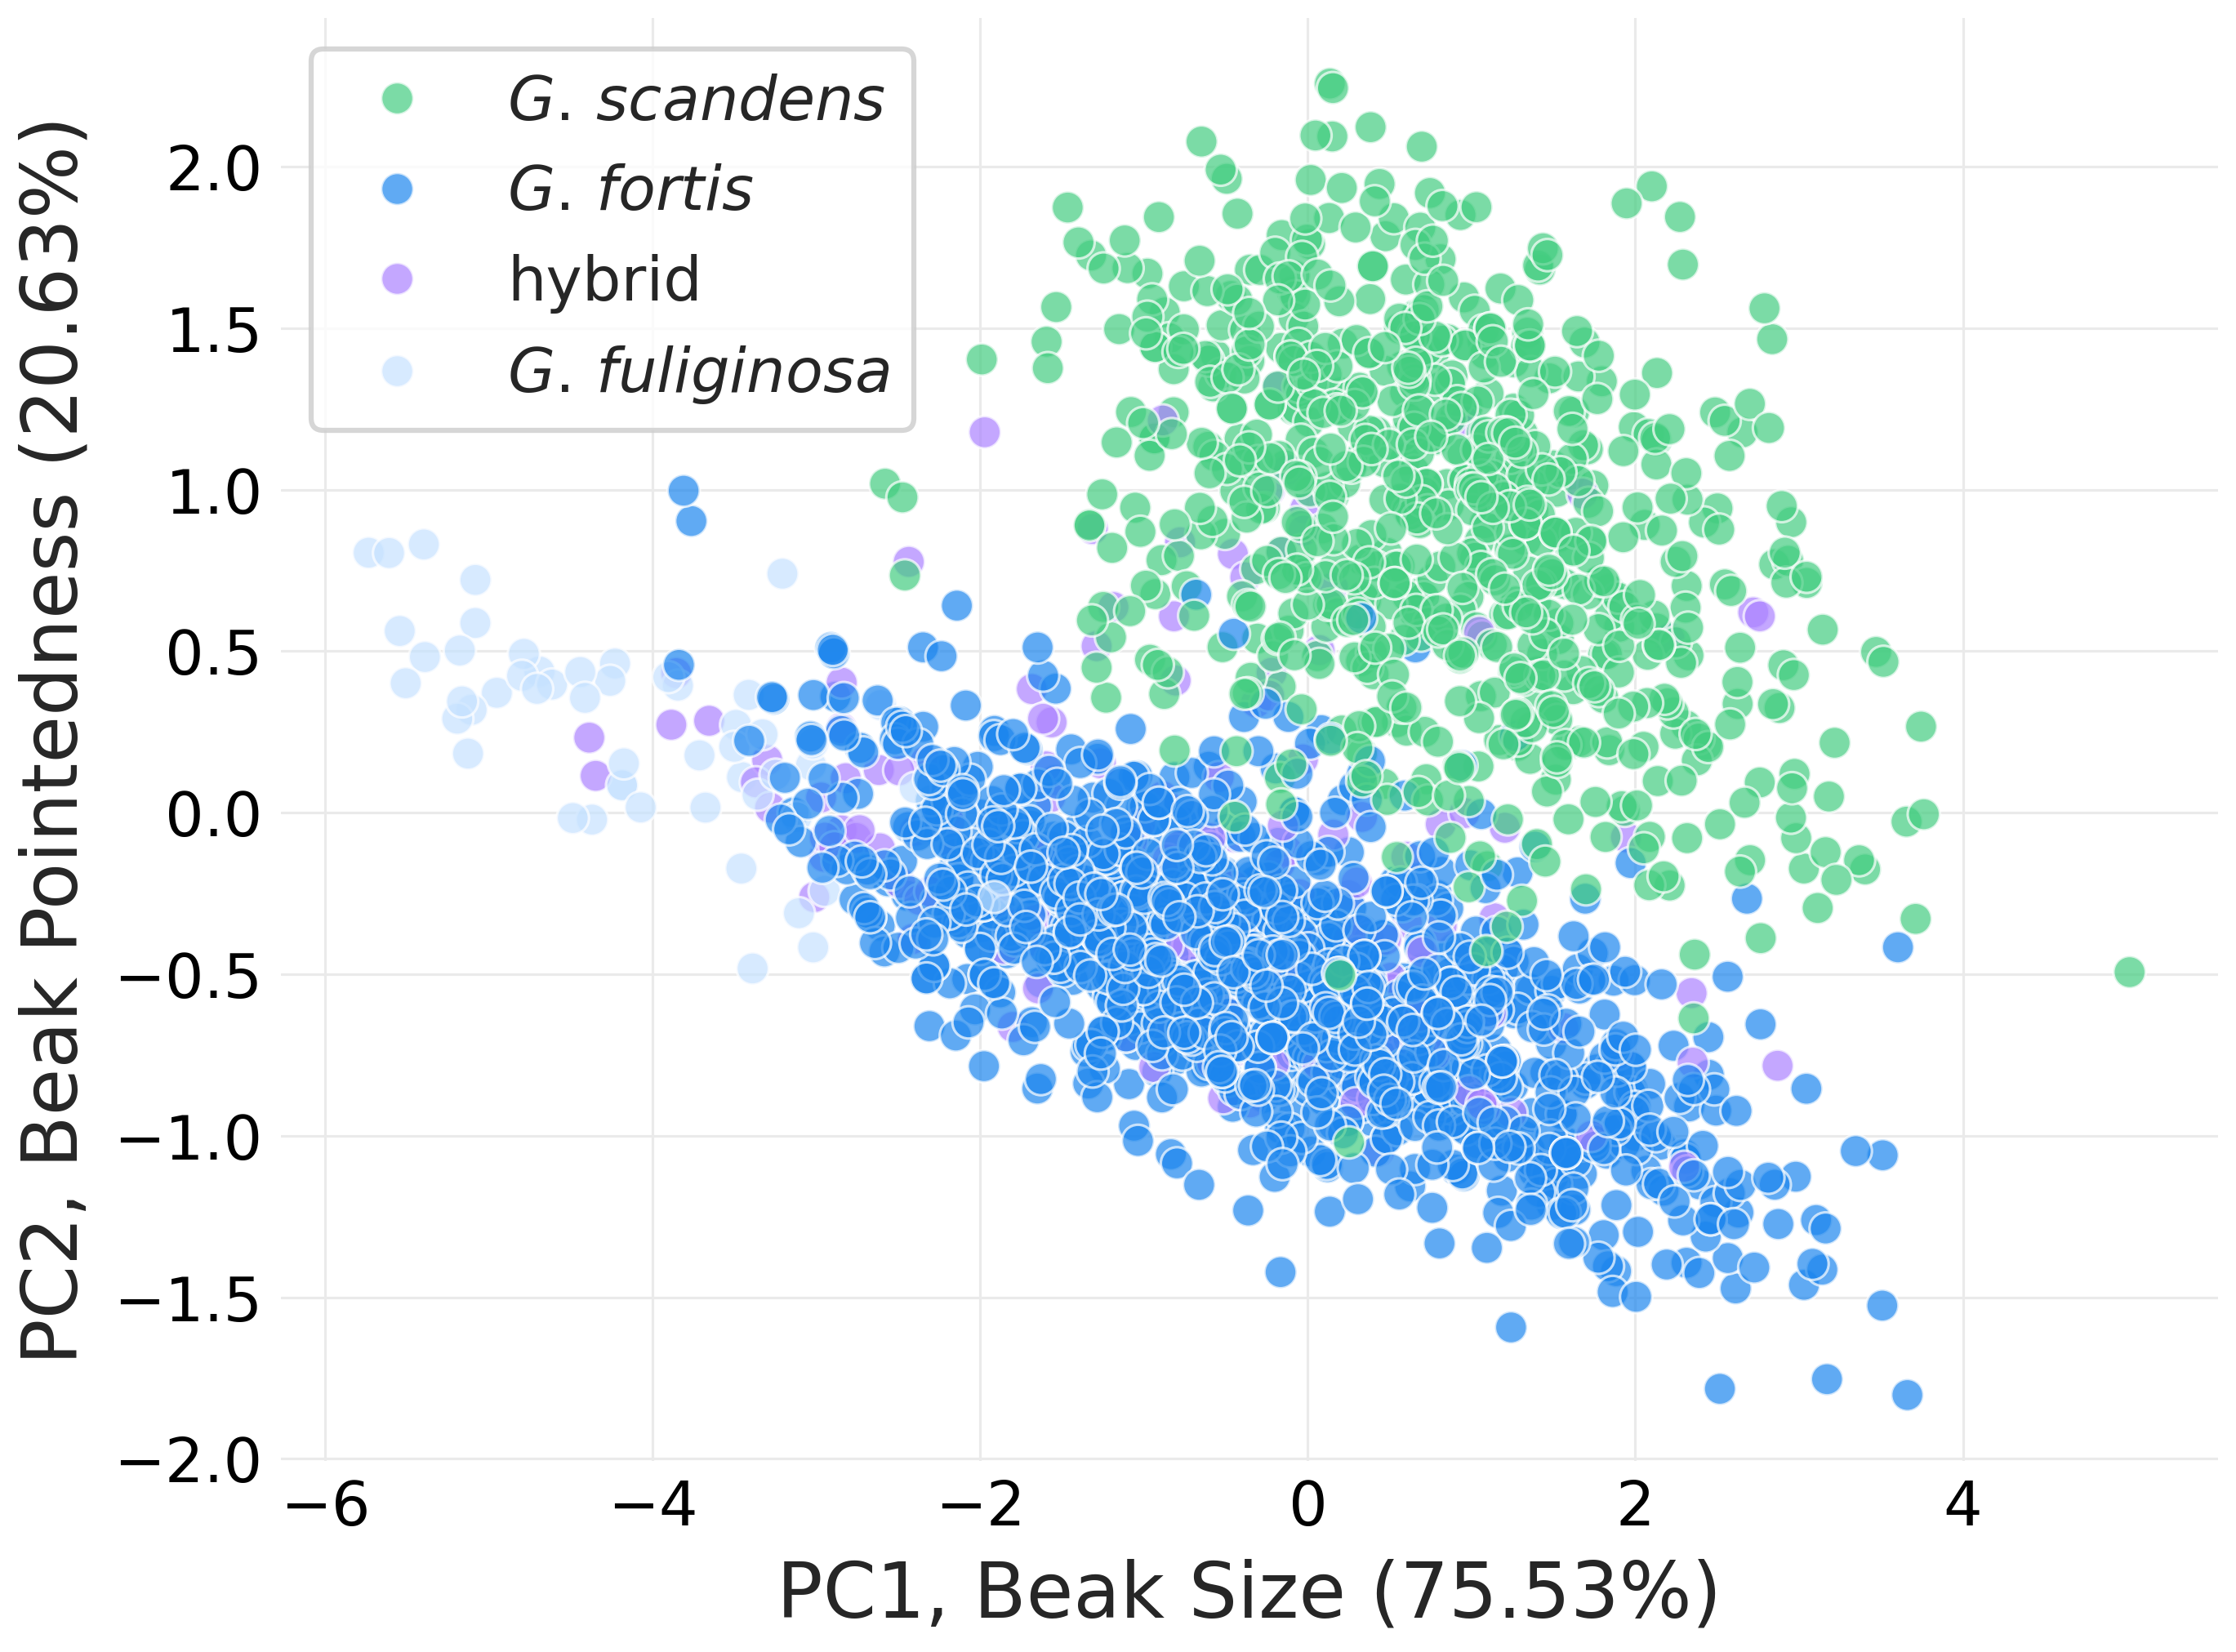 G. scandens
G. fortis
hybrid
G. fuliginosa
PC2, Beak Pointedness (20.63%)
2.0
1.5
1.0
0.5
0.0
−0.5
−1.0
−1.5
−2.0
−6
−4
−2
0
2
4
PC1, Beak Size (75.53%)